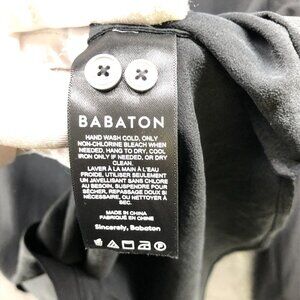 BABATON
HAND WASH COLD, ONLY
NON-CHLORINE BLEACH WHEN
NEEDED, HANG TO DRY, COOL
IRON ONLY IF NEEDED, OR DRY
CLEAN.
LAVER À LA MAIN À L'EAU
FROIDE, UTILISER SEULEMENT
UN JAVELLISANT SANS CHLORE
AU BESOIN, SUSPENDRE POUR
SÉCHER, REPASSAGE DOUX SI
NÉCESSAIRE, OU NETTOYER À
SEC.
MADE IN CHINA
FABRIQUÉ EN CHINE
Sincerely, Babaton